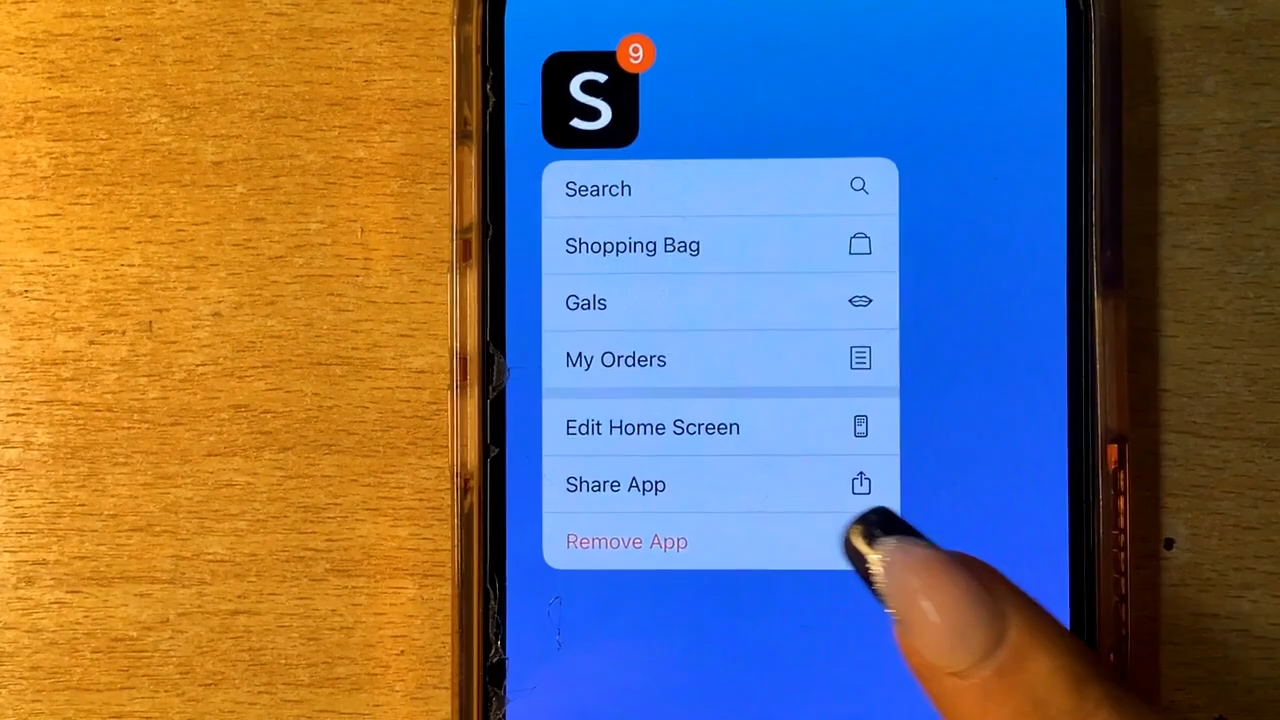 9
S
Search
Shopping Bag
Gals
My Orders
Edit Home Screen
Share App
Remove App